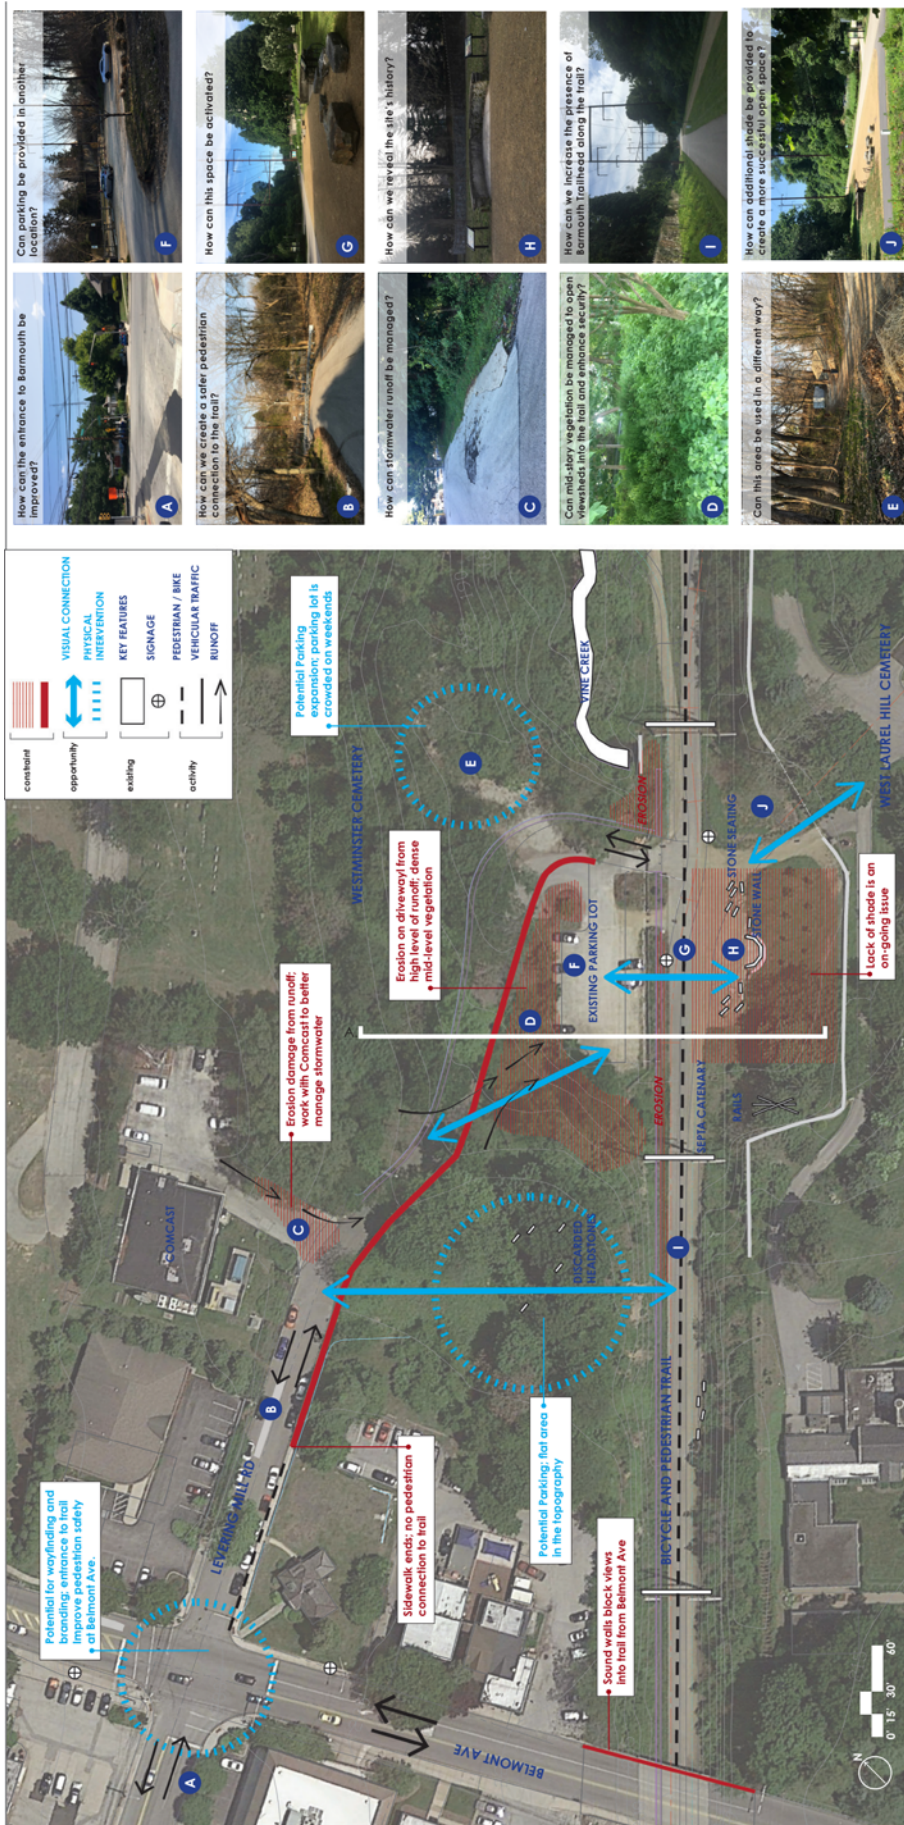 Potential for wayfinding and
branding; entrance to trail
Improve pedestrian safety
at Belmont Ave.
LEVERING MILL RD
A
B
COMCAST
C
Erosion damage from runoff;
work with Comcast to better
manage stormwater
constraint
opportunity
VISUAL CONNECTION
PHYSICAL
INTERVENTION
existing
KEY FEATURES
SIGNAGE
activity
PEDESTRIAN / BIKE
VEHICULAR TRAFFIC
RUNOFF
Sidewalk ends; no pedestrian
connection to trail
BELMONT AVE
Potential Parking; flat area
in the topography
DISCARDED
HEADSTONES
Erosion on drivewayl from
high level of runoff; dense
mid-level vegetation
WESTMINSTER CEMETERY
Potential Parking
expansion; parking lot is
crowded on weekends
E
D
F
EXISTING PARKING LOT
VINE CREEK
EROSION
EROSION
Sound walls block views
into trail from Belmont Ave
BICYCLE AND PEDESTRIAN TRAIL
I
SEPTA CATENARY
RAILS
G
H
STONE SEATING
STONE WALL
J
Lack of shade is an
on-going issue
WEST LAUREL HILL CEMETERY
N
0' 15' 30' 60'
How can the entrance to Barmouth be
improved?
A
Can parking be provided in another
location?
F
How can we create a safer pedestrian
connection to the trail?
B
How can this space be activated?
G
How can stormwater runoff be managed?
C
How can we reveal the site's history?
H
Can mid-story vegetation be managed to open
viewsheds into the trail and enhance security?
D
How can we increase the presence of
Barmouth Trailhead along the trail?
I
Can this area be used in a different way?
E
How can additional shade be provided to
create a more successful open space?
J